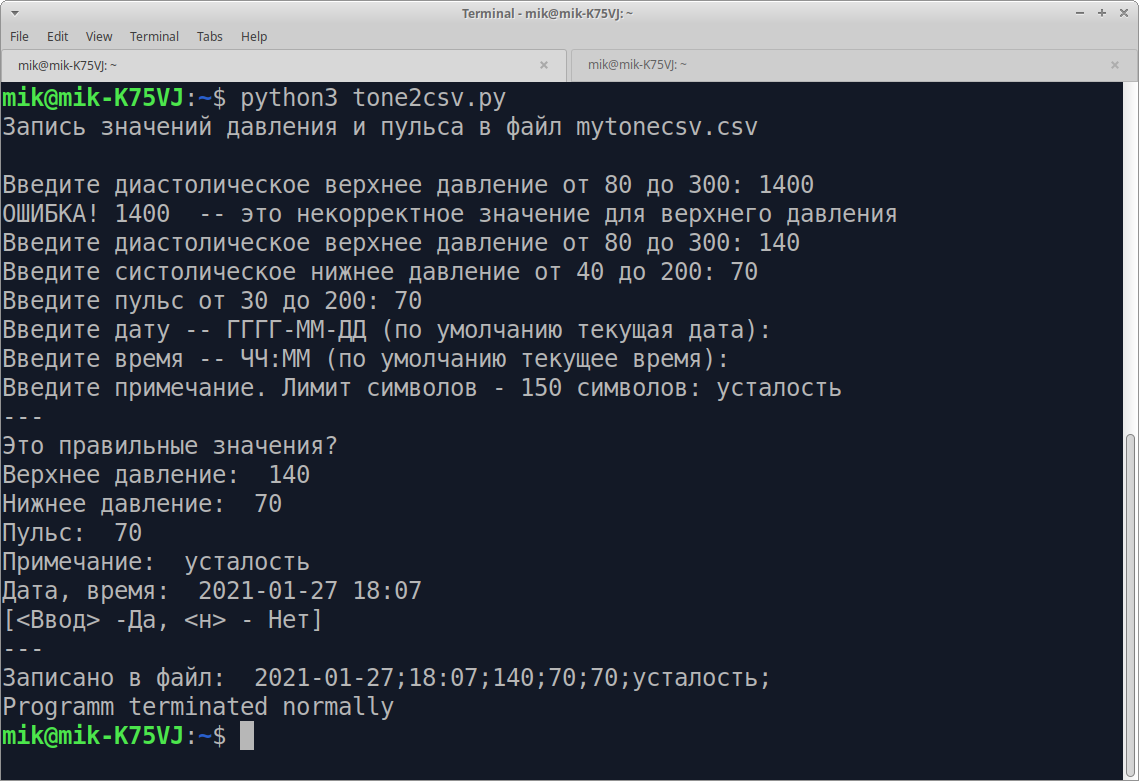 Terminal - mik@mik-K75VJ: ~
File Edit View Terminal Tabs Help
mik@mik-K75VJ: ~ mik@mik-K75VJ: ~
mik@mik-K75VJ:~$ python3 tone2csv.py
Запись значений давления и пульса в файл mytonecsv.csv
Введите диастолическое верхнее давление от 80 до 300: 1400
ОШИБКА! 1400  -- это некорректное значение для верхнего давления
Введите диастолическое верхнее давление от 80 до 300: 140
Введите систолическое нижнее давление от 40 до 200: 70
Введите пульс от 30 до 200: 70
Введите дату -- ГГГГ-ММ-ДД (по умолчанию текущая дата):
Введите время -- ЧЧ:ММ (по умолчанию текущее время):
Введите примечание. Лимит символов - 150 символов: усталость
---
Это правильные значения?
Верхнее давление:  140
Нижнее давление:  70
Пульс:  70
Примечание:  усталость
Дата, время:  2021-01-27 18:07
[<Ввод> -Да, <н> - Нет]
---
Записано в файл:  2021-01-27;18:07;140;70;70;усталость;
Programm terminated normally
mik@mik-K75VJ:~$